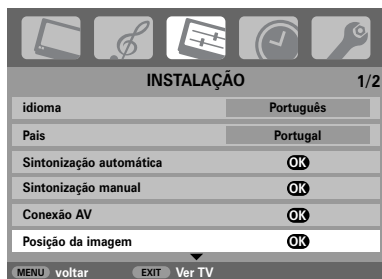 INSTALAÇÃO 1/2
idioma Português
Pais Portugal
Sintonização automática OK
Sintonização manual OK
Conexão AV OK
Posição da imagem OK
MENU voltar EXIT Ver TV